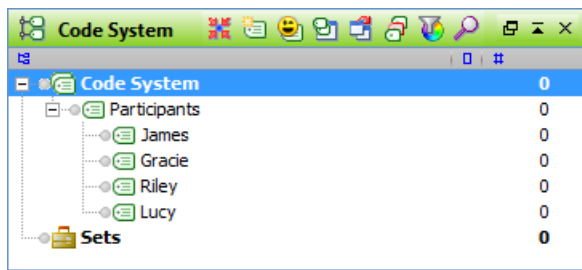 Code System
#
Code System 0
Participants 0
James 0
Gracie 0
Riley 0
Lucy 0
Sets 0